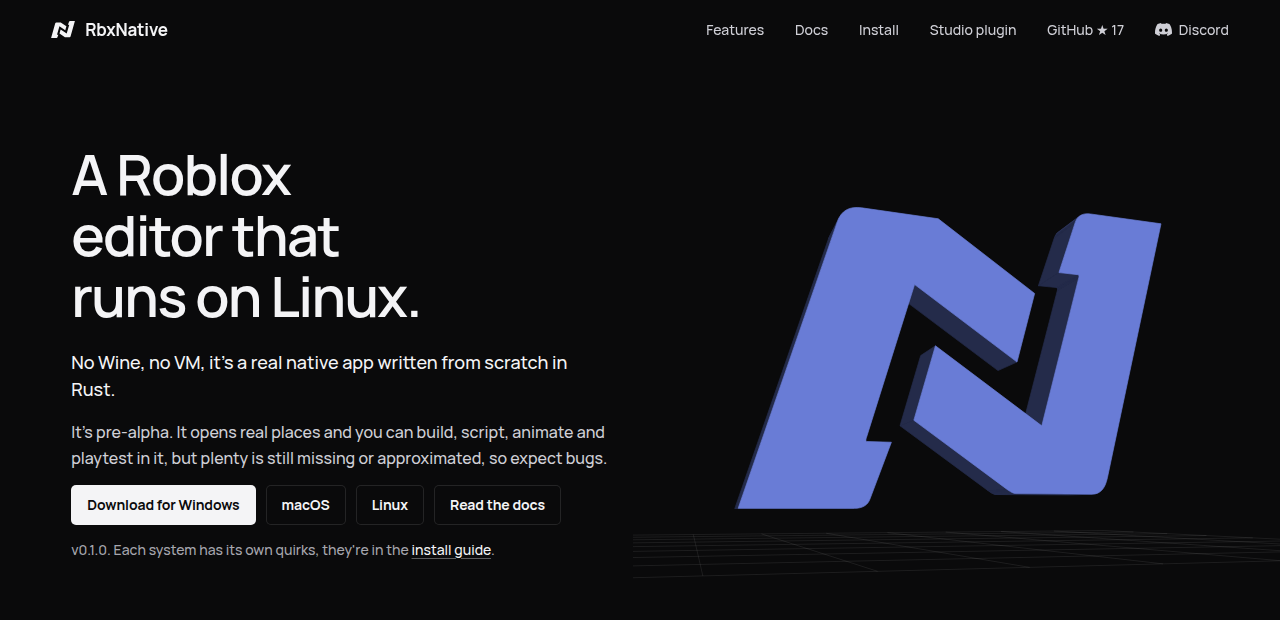 RbxNative
Features
Docs
Install
Studio plugin
GitHub ★ 17
Discord
A Roblox
editor that
runs on Linux.
No Wine, no VM, it's a real native app written from scratch in
Rust.
It's pre-alpha. It opens real places and you can build, script, animate and
playtest in it, but plenty is still missing or approximated, so expect bugs.
Download for Windows
macOS
Linux
Read the docs
v0.1.0. Each system has its own quirks, they're in the install guide.